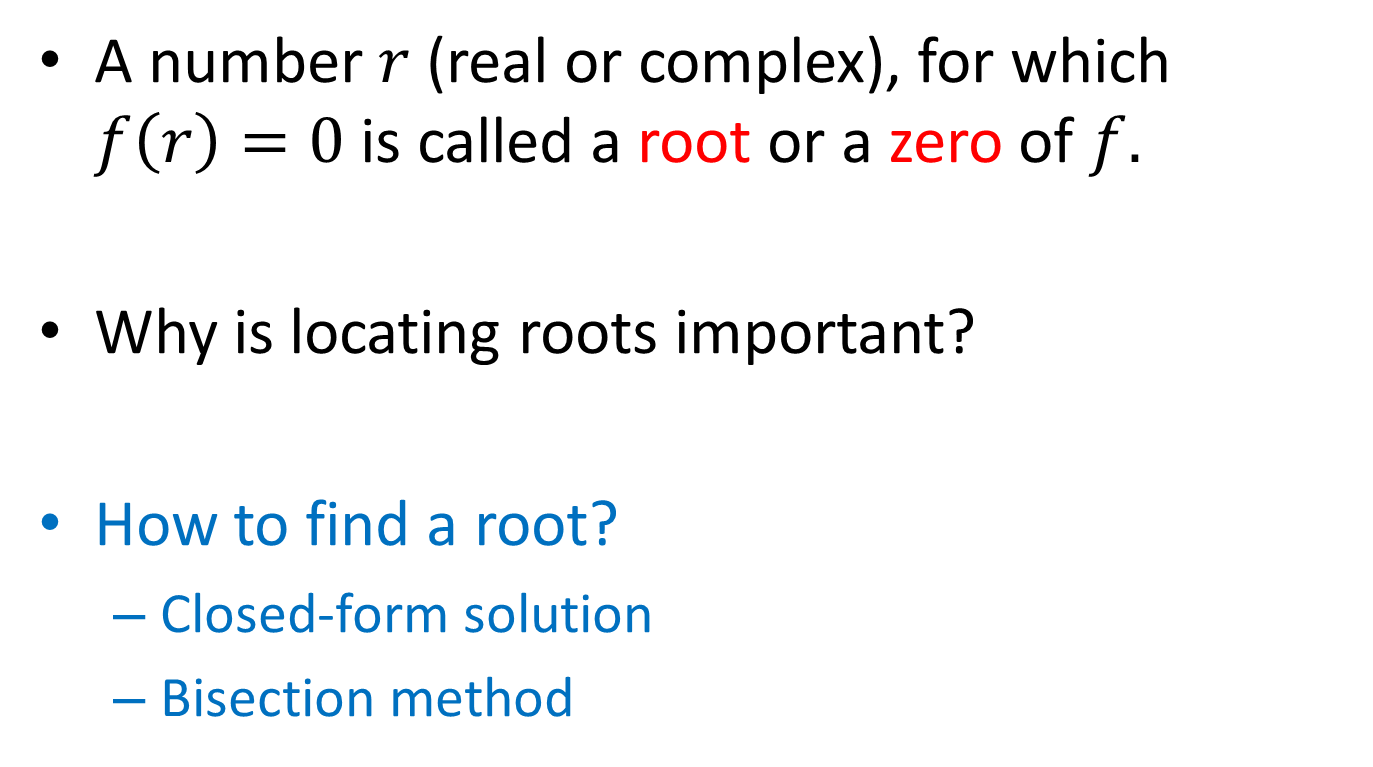 • A number 𝑟 (real or complex), for which
𝑓(𝑟) = 0 is called a root or a zero of 𝑓.
• Why is locating roots important?
• How to find a root?
– Closed-form solution
– Bisection method